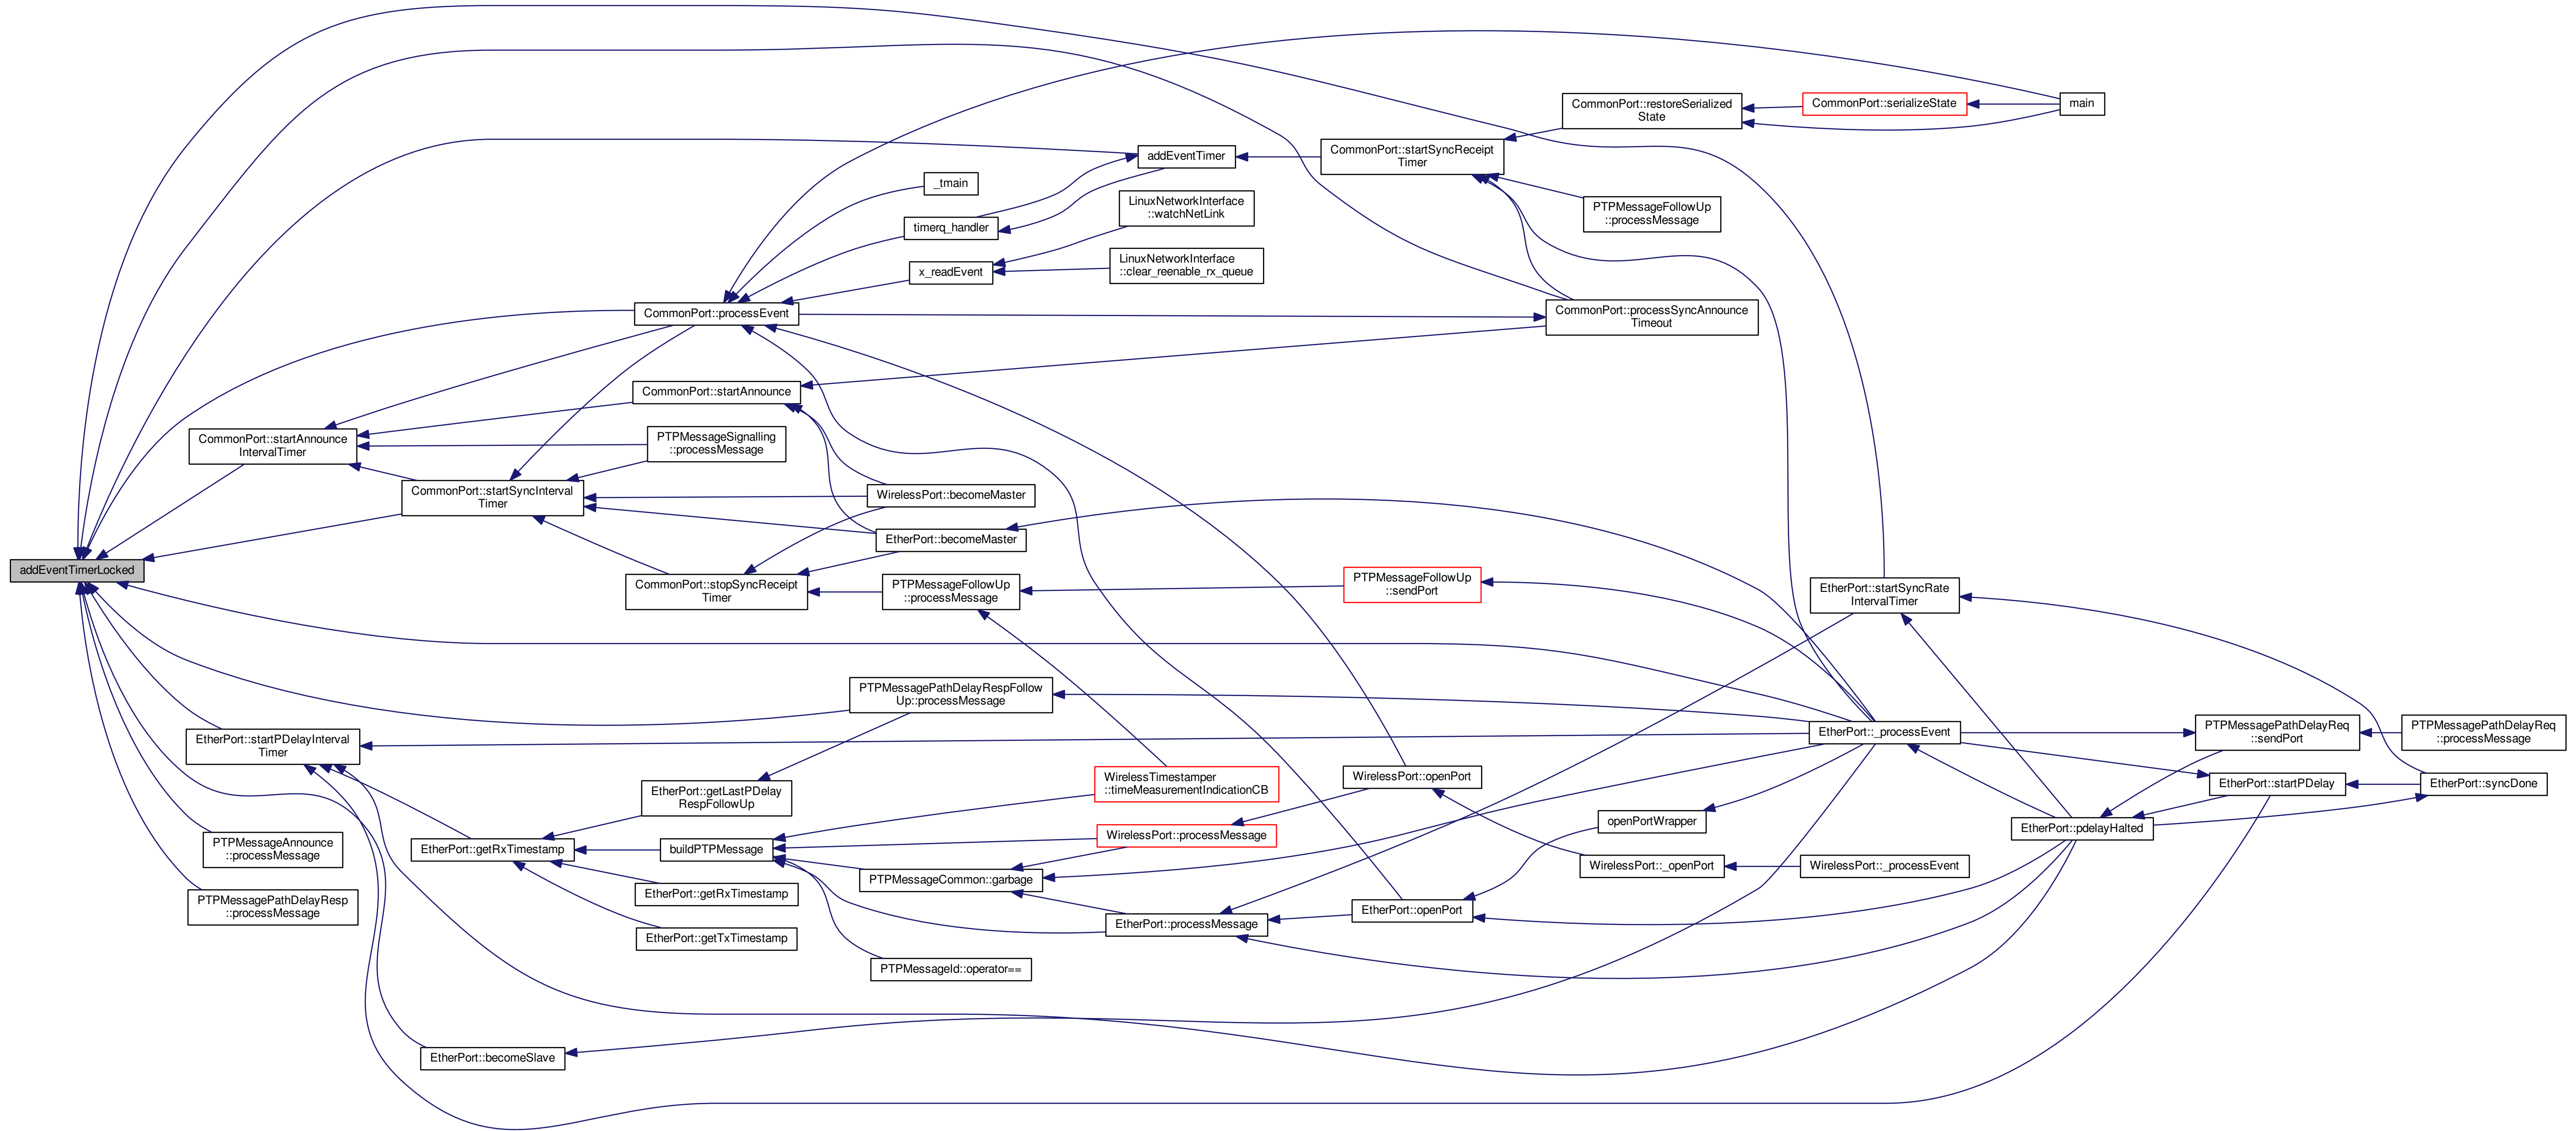 addEventTimerLocked
CommonPort::startAnnounce
IntervalTimer
EtherPort::startPDelayInterval
Timer
PTPMessageAnnounce
::processMessage
PTPMessagePathDelayResp
::processMessage
CommonPort::startSyncInterval
Timer
EtherPort::getRxTimestamp
EtherPort::becomeSlave
CommonPort::processEvent
CommonPort::startAnnounce
PTPMessageSignalling
::processMessage
CommonPort::stopSyncReceipt
Timer
EtherPort::getLastPDelay
RespFollowUp
buildPTPMessage
EtherPort::getRxTimestamp
EtherPort::getTxTimestamp
_tmain
timerq_handler
x_readEvent
WirelessPort::becomeMaster
EtherPort::becomeMaster
PTPMessageFollowUp
::processMessage
PTPMessagePathDelayRespFollow
Up::processMessage
PTPMessageCommon::garbage
PTPMessageId::operator==
addEventTimer
LinuxNetworkInterface
::watchNetLink
LinuxNetworkInterface
::clear_reenable_rx_queue
WirelessTimestamper
::timeMeasurementIndicationCB
WirelessPort::processMessage
EtherPort::processMessage
CommonPort::startSyncReceipt
Timer
PTPMessageFollowUp
::sendPort
WirelessPort::openPort
EtherPort::openPort
CommonPort::restoreSerialized
State
PTPMessageFollowUp
::processMessage
CommonPort::processSyncAnnounce
Timeout
openPortWrapper
WirelessPort::_openPort
CommonPort::serializeState
EtherPort::startSyncRate
IntervalTimer
EtherPort::_processEvent
WirelessPort::_processEvent
main
EtherPort::pdelayHalted
PTPMessagePathDelayReq
::sendPort
EtherPort::startPDelay
PTPMessagePathDelayReq
::processMessage
EtherPort::syncDone